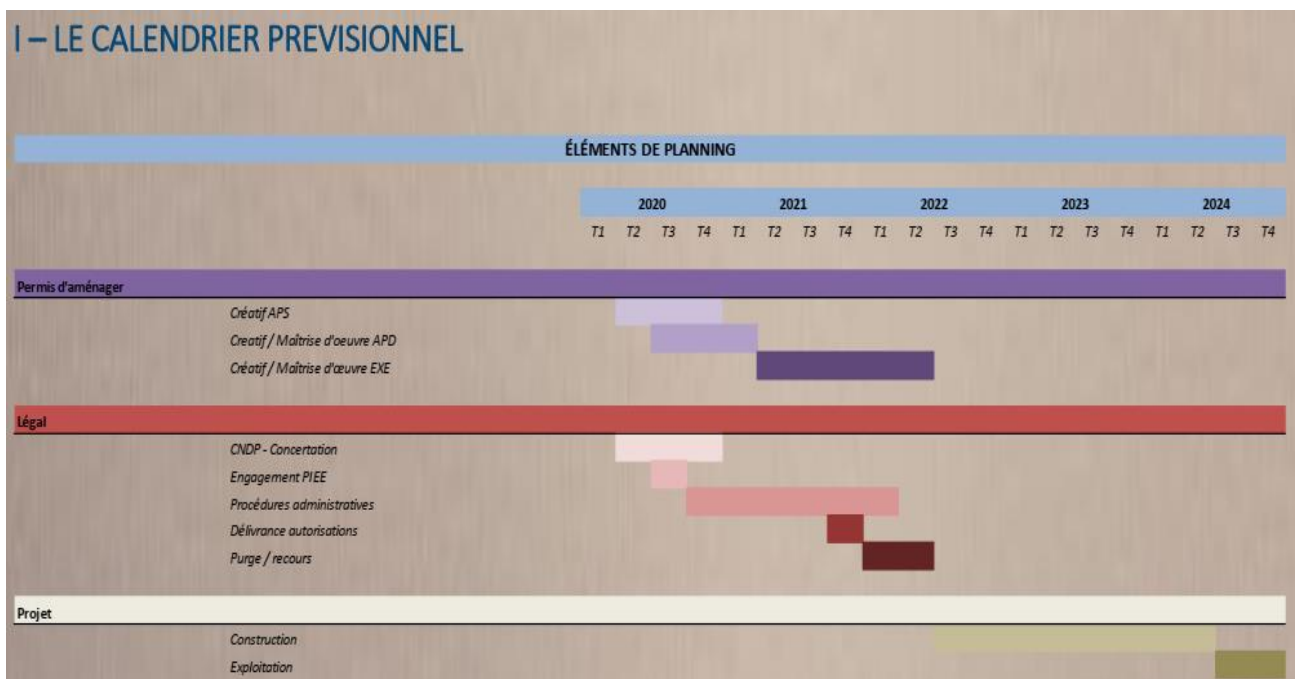 I – LE CALENDRIER PREVISIONNEL
ÉLÉMENTS DE PLANNING
2020 2021 2022 2023 2024
T1 T2 T3 T4 T1 T2 T3 T4 T1 T2 T3 T4 T1 T2 T3 T4 T1 T2 T3 T4
Permis d'aménager
Créatif APS
Creatif / Maîtrise d'oeuvre APD
Créatif / Maîtrise d'œuvre EXE
Légal
CNDP - Concertation
Engagement PIEE
Procédures administratives
Délivrance autorisations
Purge / recours
Projet
Construction
Exploitation